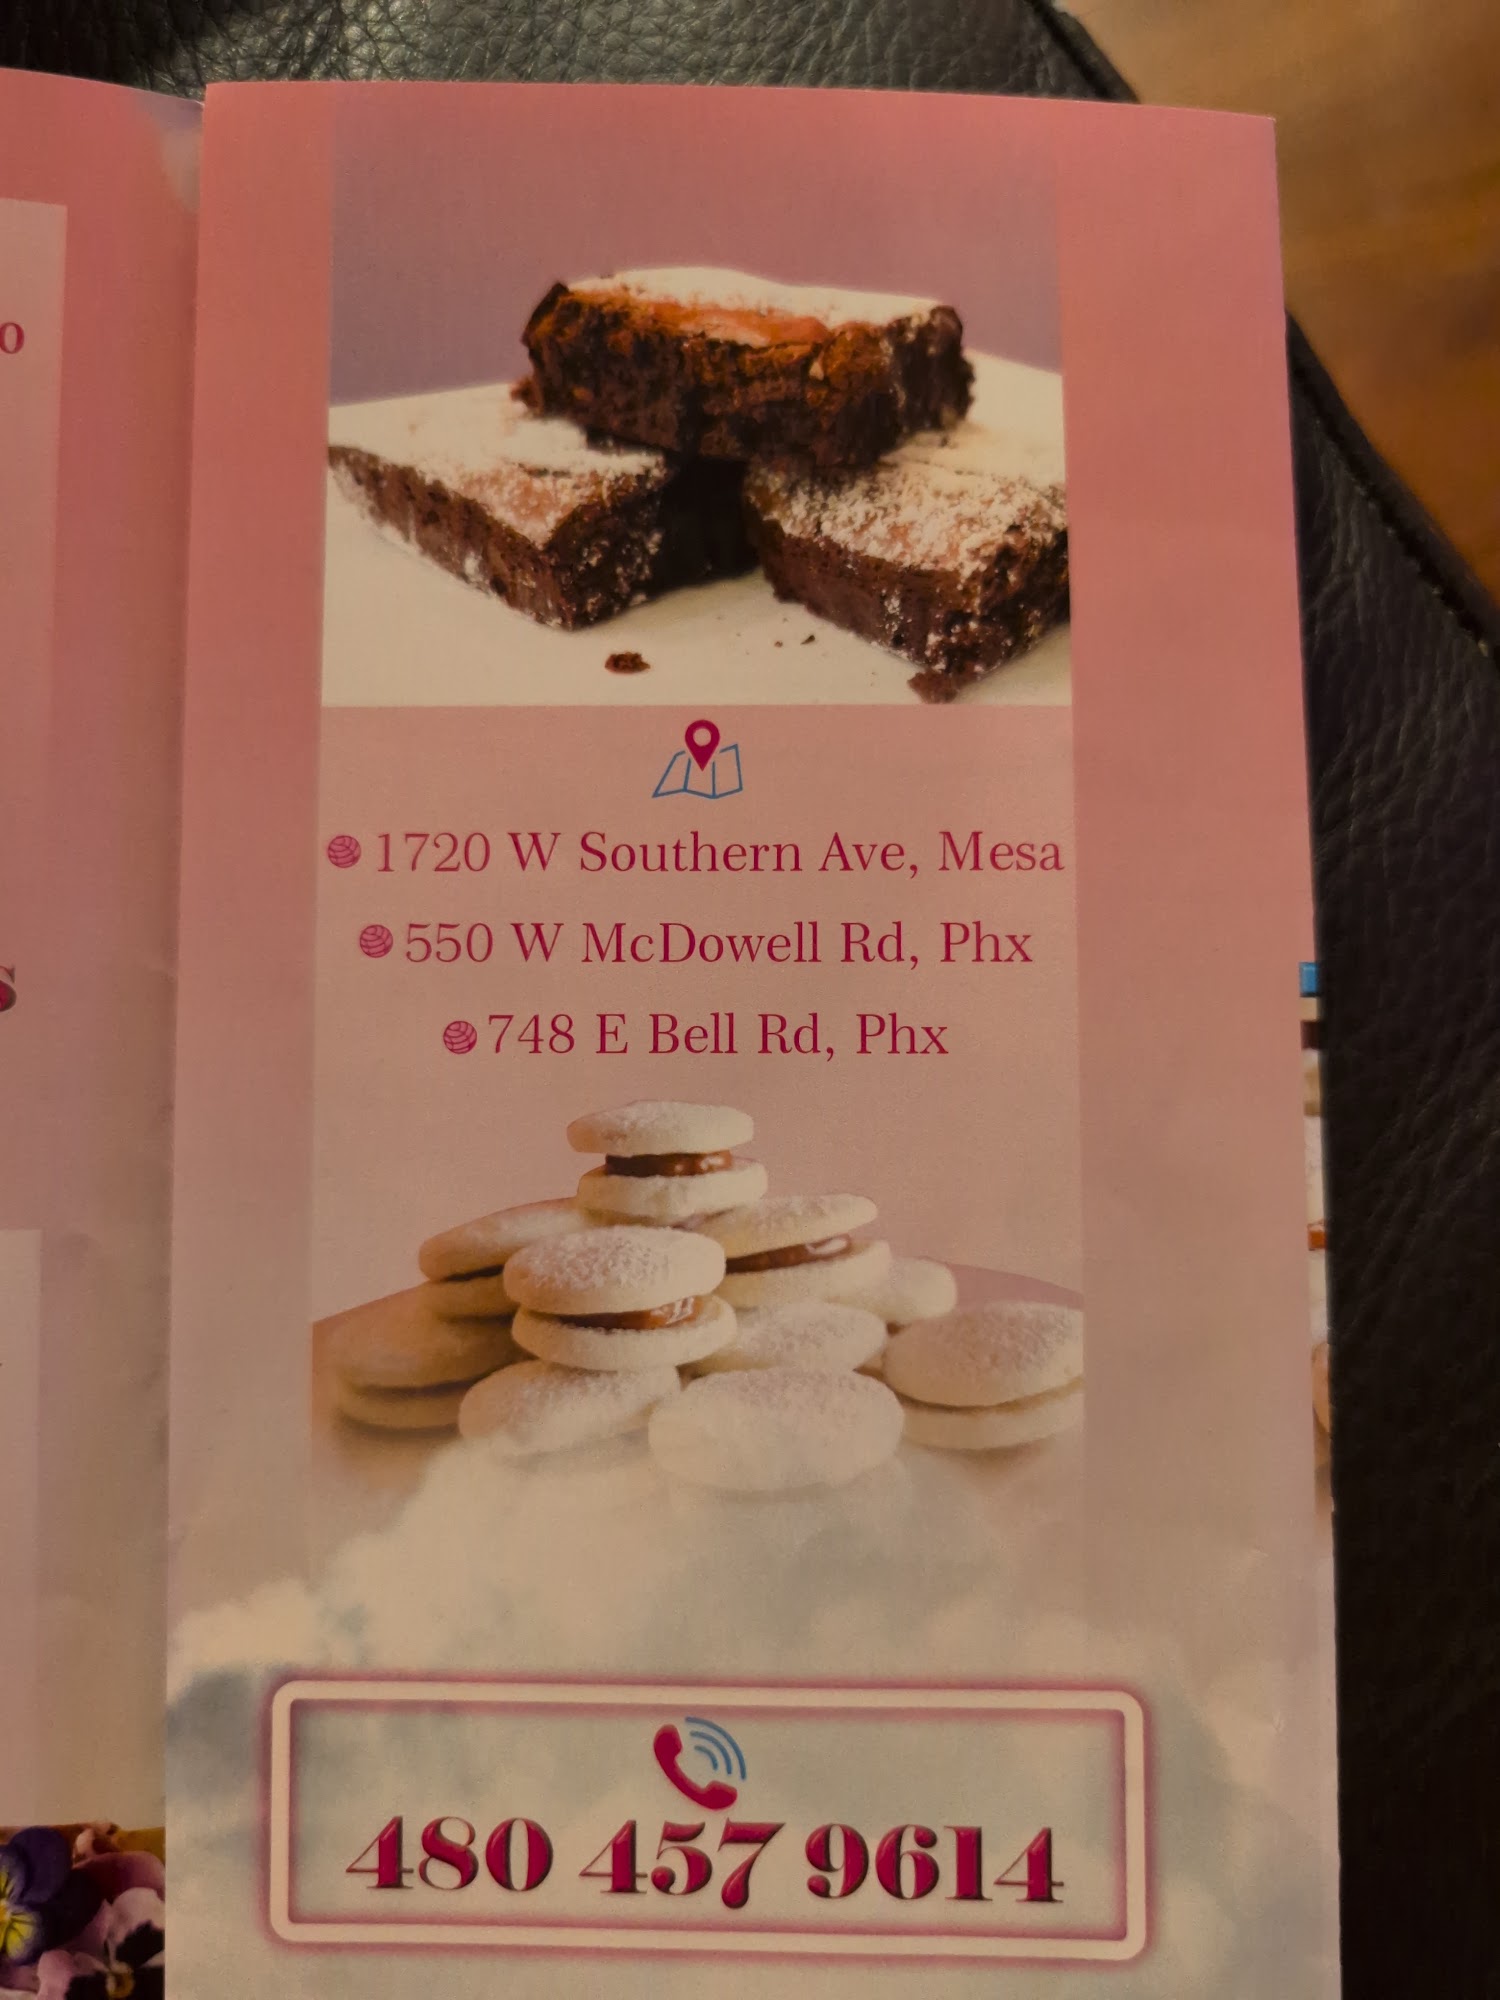 1720 W Southern Ave, Mesa
550 W McDowell Rd, Phx
748 E Bell Rd, Phx
480 457 9614